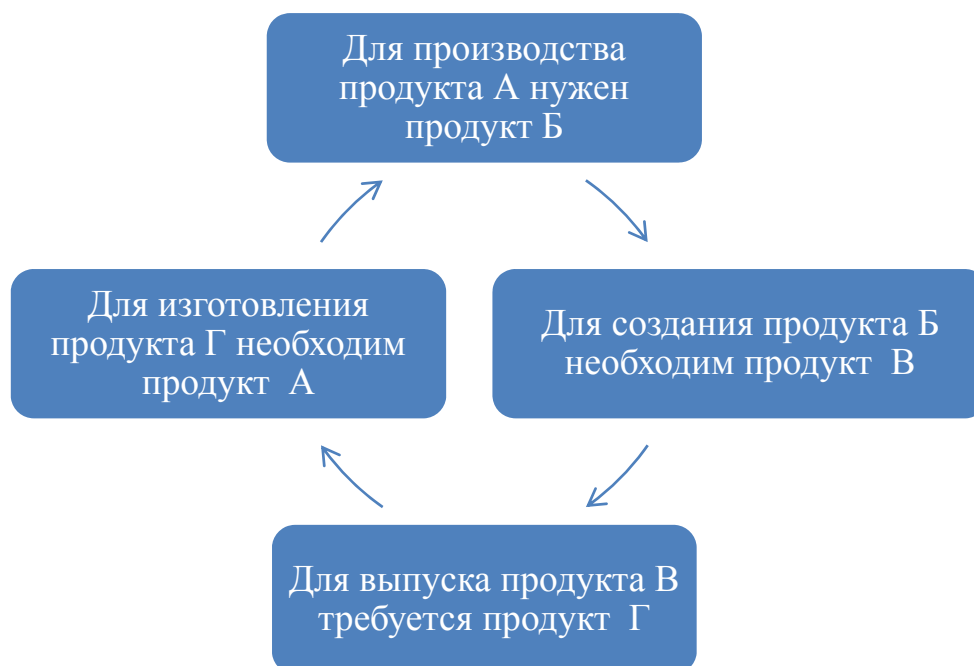 Для производства
продукта А нужен
продукт Б
Для изготовления
продукта Г необходим
продукт А
Для создания продукта Б
необходим продукт В
Для выпуска продукта В
требуется продукт Г